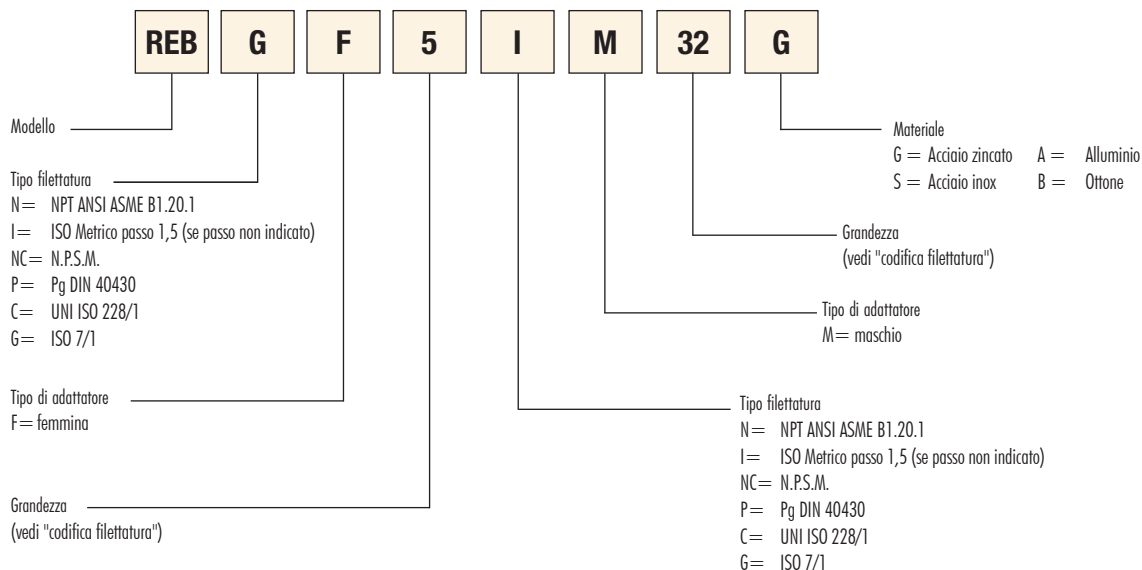 REB G F 5 I M 32 G
Modello
Tipo filettatura
N= NPT ANSI ASME B1.20.1
I= ISO Metrico passo 1,5 (se passo non indicato)
NC= N.P.S.M.
P= Pg DIN 40430
C= UNI ISO 228/1
G= ISO 7/1
Tipo di adattatore
F= femmina
Grandezza
(vedi "codifica filettatura")
Materiale
G= Acciaio zincato A= Alluminio
S= Acciaio inox B= Ottone
Grandezza
(vedi "codifica filettatura")
Tipo di adattatore
M= maschio
Tipo filettatura
N= NPT ANSI ASME B1.20.1
I= ISO Metrico passo 1,5 (se passo non indicato)
NC= N.P.S.M.
P= Pg DIN 40430
C= UNI ISO 228/1
G= ISO 7/1